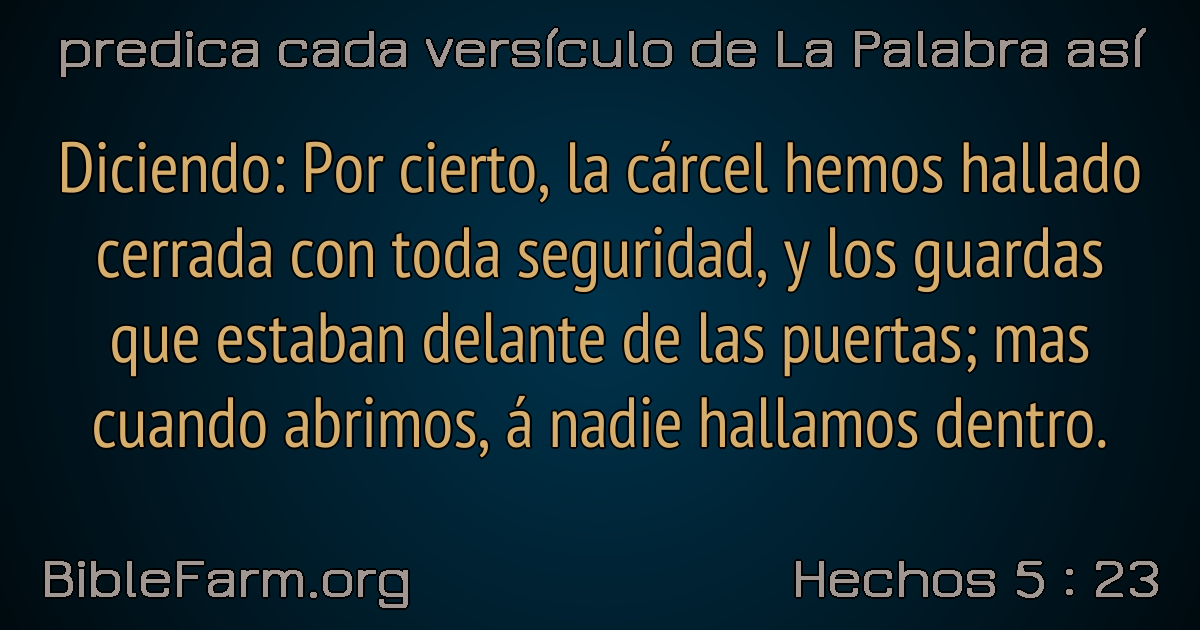 predica cada versículo de La Palabra así
Diciendo: Por cierto, la cárcel hemos hallado
cerrada con toda seguridad, y los guardas
que estaban delante de las puertas; mas
cuando abrimos, á nadie hallamos dentro.
BibleFarm.org
Hechos 5 : 23